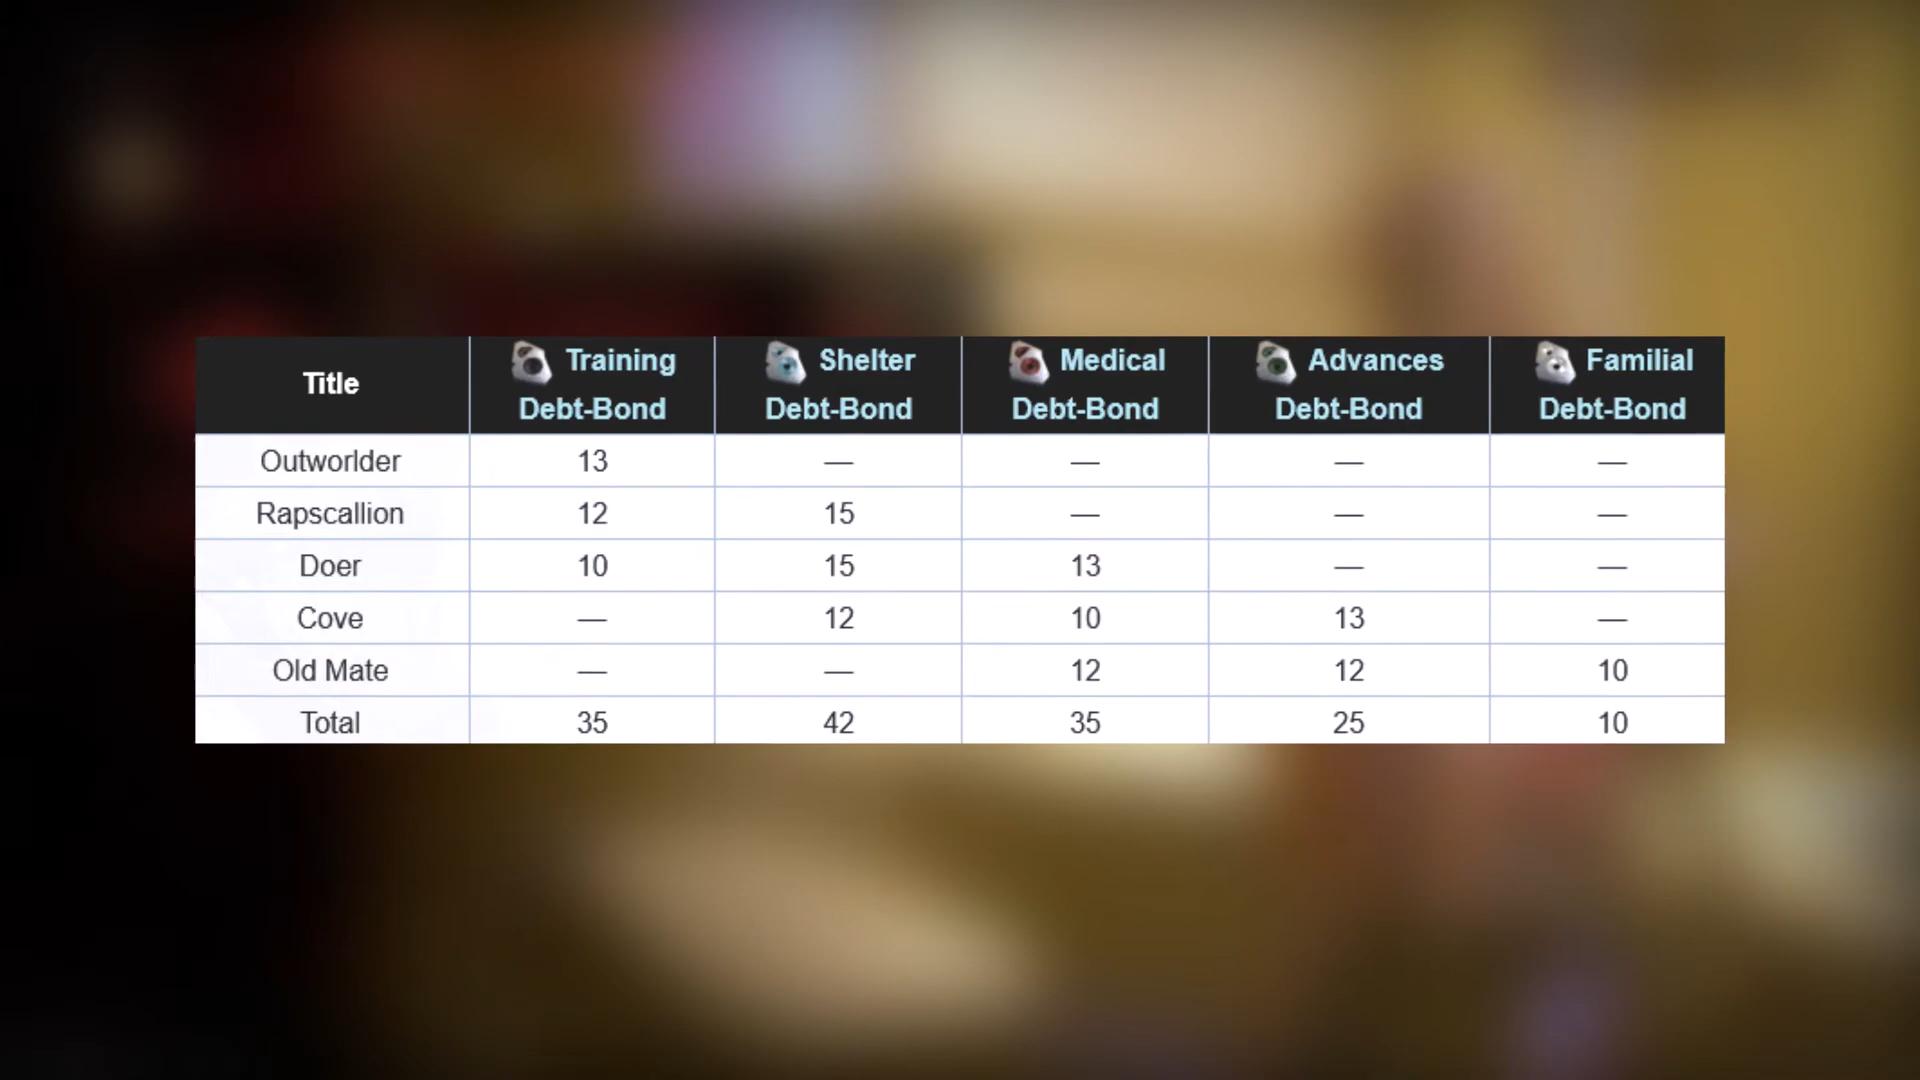 Title Training Debt-Bond Shelter Debt-Bond Medical Debt-Bond Advances Debt-Bond Familial Debt-Bond
Outworlder 13 — — — —
Rapscallion 12 15 — — —
Doer 10 15 13 — —
Cove — 12 10 13 —
Old Mate — — 12 12 10
Total 35 42 35 25 10